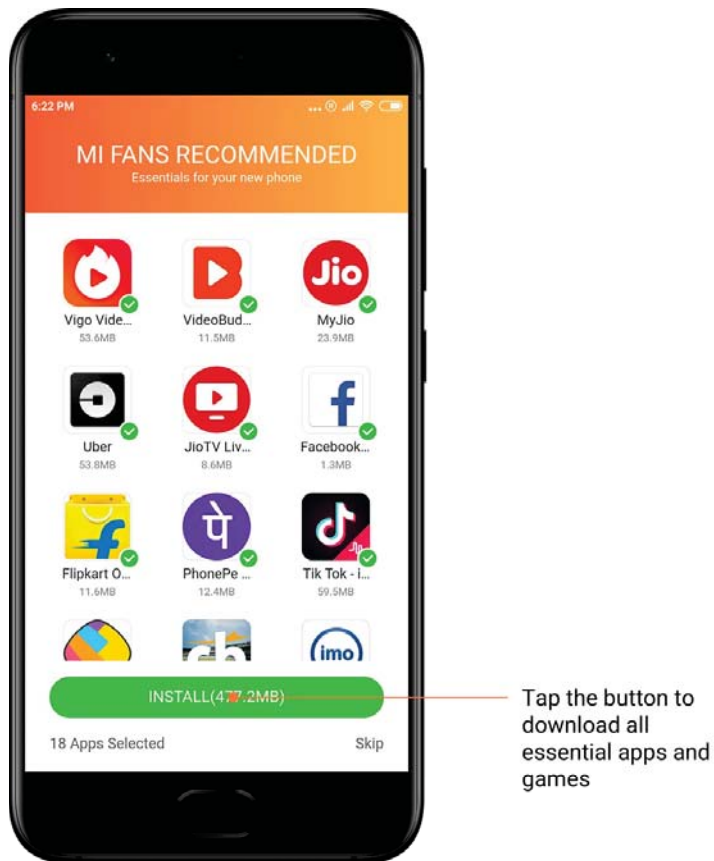 6:22 PM
MI FANS RECOMMENDED
Essentials for your new phone
Jio
Vigo Vide...
VideoBud...
MyJio
53.6MB
11.5MB
23.9MB
f
Uber
JioTV Liv...
Facebook...
53.8MB
8.6MB
1.3MB
f
पे
Flipkart O...
PhonePe ...
Tik Tok - i...
11.6MB
12.4MB
59.5MB
cb
imo
INSTALL(477.2MB)
18 Apps Selected
Skip
Tap the button to
download all
essential apps and
games